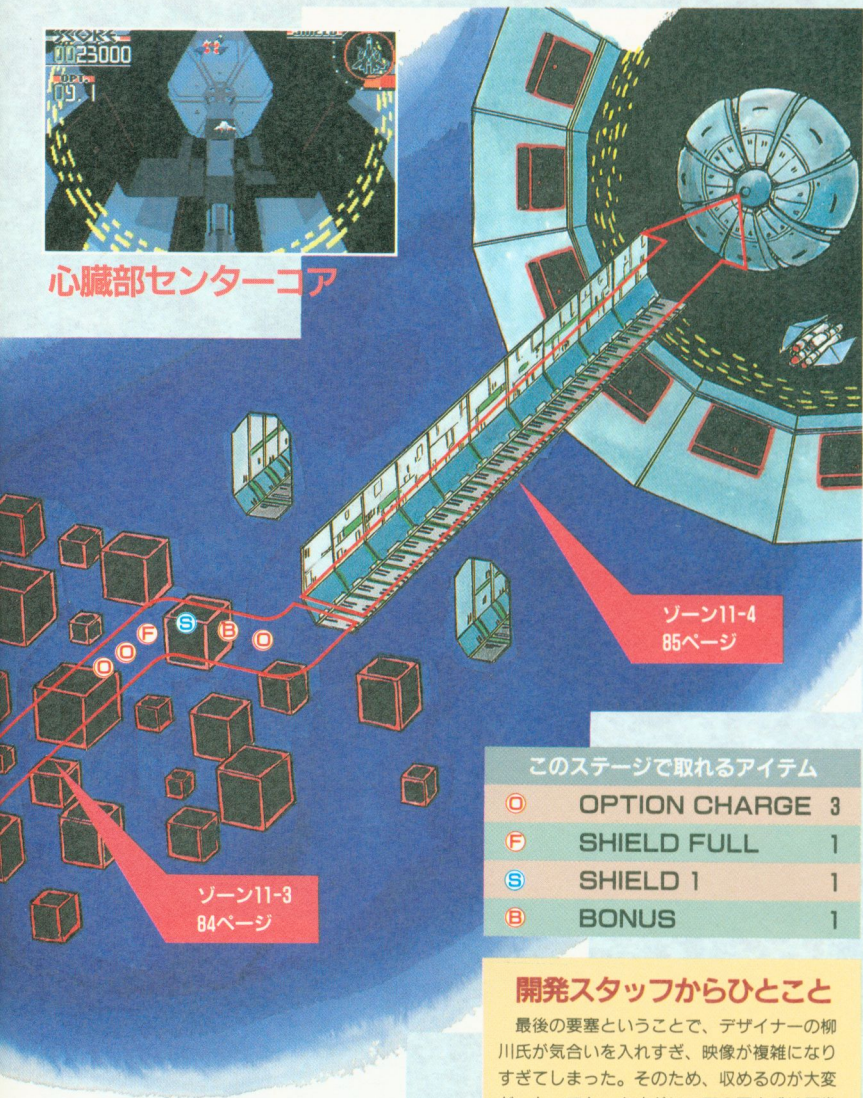 SCORE
0023000
SHIELD
OPT.
09.1
心臓部センターコア
O
O
F
S
B
O
ゾーン11-4
85ページ
ゾーン11-3
84ページ
このステージで取れるアイテム
O OPTION CHARGE 3
F SHIELD FULL 1
S SHIELD 1 1
B BONUS 1
開発スタッフからひとこと
最後の要塞ということで、デザイナーの柳
川氏が気合いを入れすぎ、映像が複雑になり
すぎてしまった。そのため、収めるのが大変